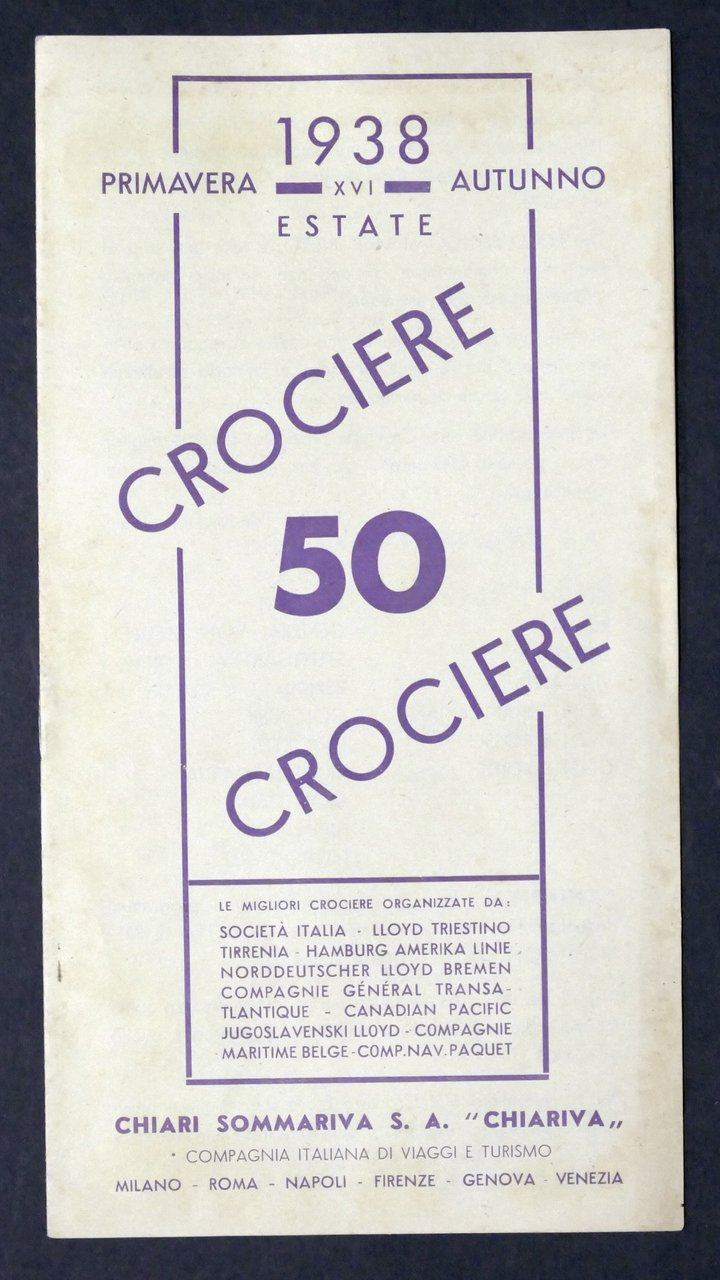 1938
PRIMAVERA XVI AUTUNNO
ESTATE
CROCIERE
50
CROCIERE
LE MIGLIORI CROCIERE ORGANIZZATE DA:
SOCIETÀ ITALIA - LLOYD TRIESTINO
TIRRENIA - HAMBURG AMERIKA LINIE
NORDDEUTSCHER LLOYD BREMEN
COMPAGNIE GÉNÉRAL TRANSA-
TLANTIQUE - CANADIAN PACIFIC
JUGOSLAVENSKI LLOYD - COMPAGNIE
MARITIME BELGE - COMP. NAV. PAQUET
CHIARI SOMMARIVA S. A. "CHIARIVA„
COMPAGNIA ITALIANA DI VIAGGI E TURISMO
MILANO - ROMA - NAPOLI - FIRENZE - GENOVA - VENEZIA